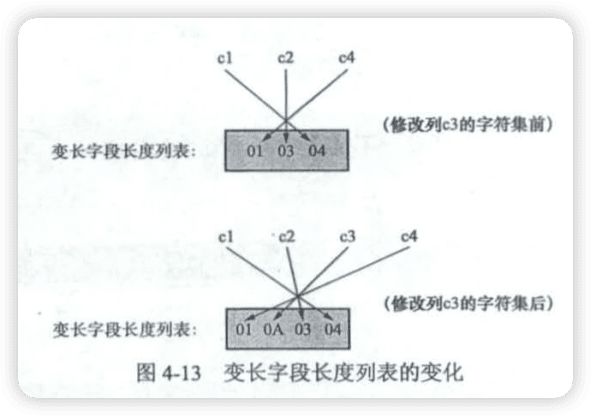 c1 c2 c4
(修改列c3的字符集前)
变长字段长度列表: 01 03 04
c1 c2 c3 c4
(修改列c3的字符集后)
变长字段长度列表: 01 0A 03 04
图 4-13 变长字段长度列表的变化